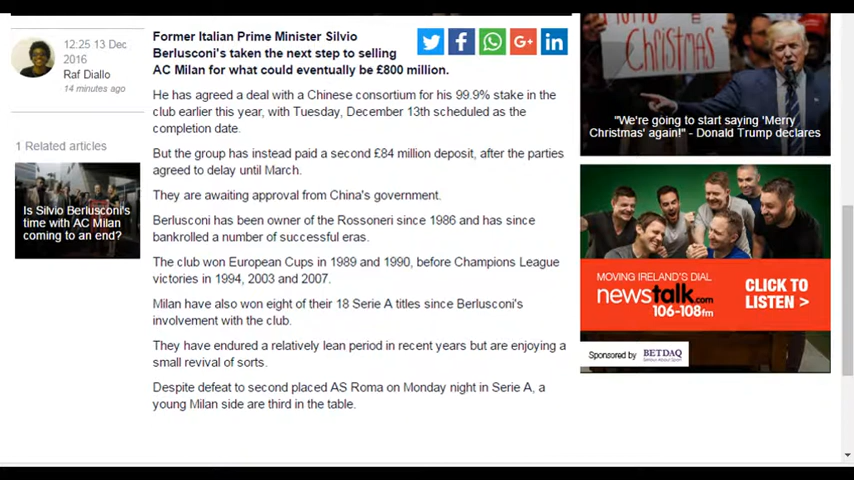 12:25 13 Dec
2016
Raf Diallo
14 minutes ago
1 Related articles
Is Silvio Berlusconi's
time with AC Milan
coming to an end?
Former Italian Prime Minister Silvio
Berlusconi's taken the next step to selling
AC Milan for what could eventually be £800 million.
He has agreed a deal with a Chinese consortium for his 99.9% stake in the
club earlier this year, with Tuesday, December 13th scheduled as the
completion date.
But the group has instead paid a second £84 million deposit, after the parties
agreed to delay until March.
They are awaiting approval from China's government.
Berlusconi has been owner of the Rossoneri since 1986 and has since
bankrolled a number of successful eras.
The club won European Cups in 1989 and 1990, before Champions League
victories in 1994, 2003 and 2007.
Milan have also won eight of their 18 Serie A titles since Berlusconi's
involvement with the club.
They have endured a relatively lean period in recent years but are enjoying a
small revival of sorts.
Despite defeat to second placed AS Roma on Monday night in Serie A, a
young Milan side are third in the table.
Christmas
"We're going to start saying 'Merry
Christmas' again!" - Donald Trump declares
MOVING IRELAND'S DIAL
newstalk.com
106-108fm
CLICK TO
LISTEN >
Sponsored by BETDAQ